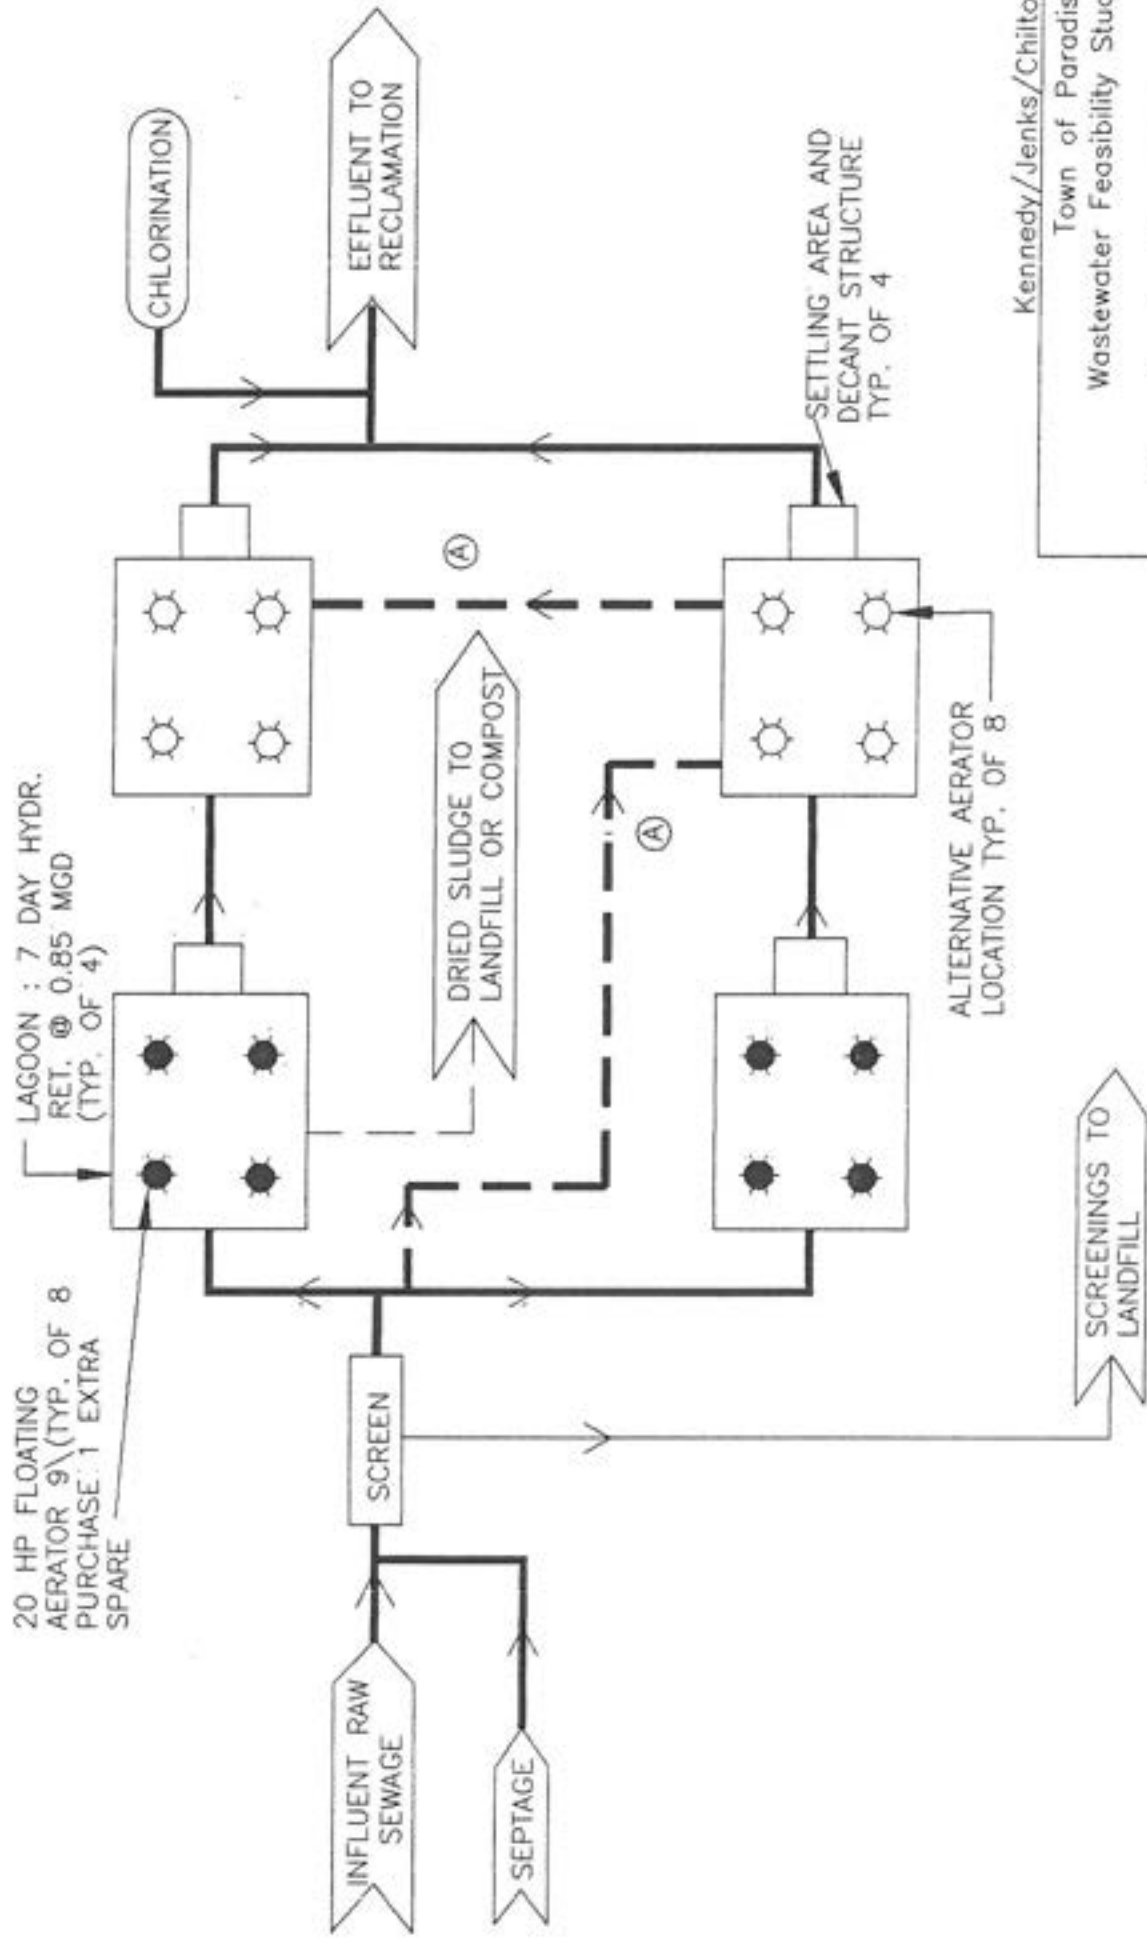 20 HP FLOATING
AERATOR 9\(TYP. OF 8
PURCHASE 1 EXTRA
SPARE
LAGOON : 7 DAY HYDR.
RET. @ 0.85 MGD
(TYP. OF 4)
CHLORINATION
EFFLUENT TO
RECLAMATION
INFLUENT RAW
SEWAGE
SCREEN
SEPTAGE
DRIED SLUDGE TO
LANDFILL OR COMPOST
A
A
SETTLING AREA AND
DECANT STRUCTURE
TYP. OF 4
ALTERNATIVE AERATOR
LOCATION TYP. OF 8
SCREENINGS TO
LANDFILL
Kennedy/Jenks/Chilto
Town of Paradis
Wastewater Feasibility Stud